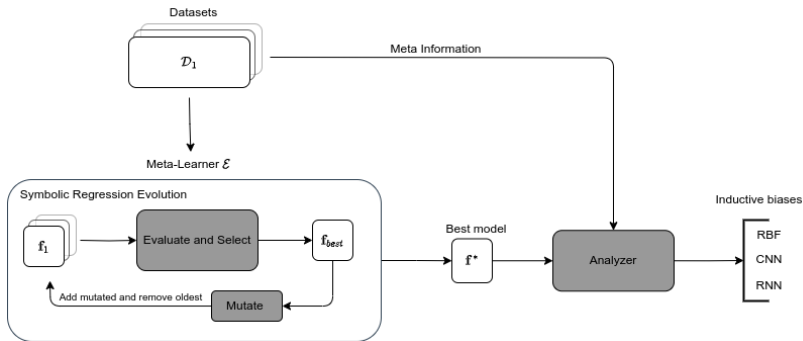 Datasets
𝒟₁
Meta Information
Meta-Learner ℰ
Symbolic Regression Evolution
f₁
Evaluate and Select
f_best
Add mutated and remove oldest
Mutate
Best model
f*
Analyzer
Inductive biases
RBF
CNN
RNN